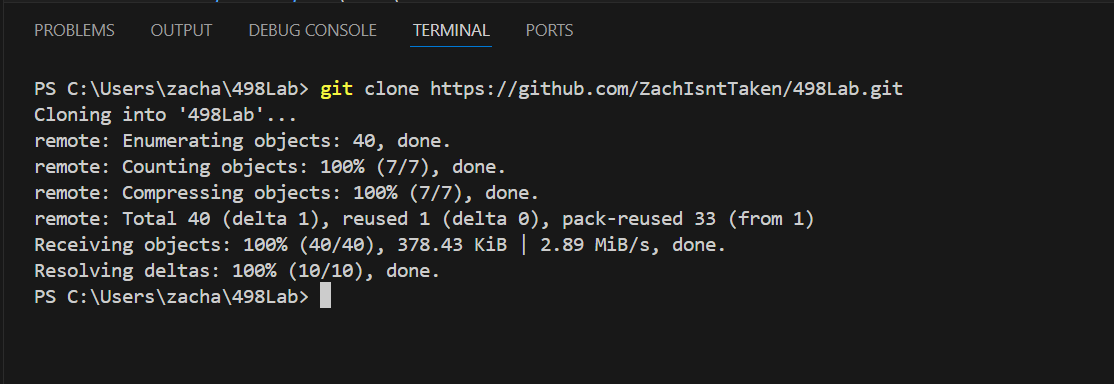 PROBLEMS OUTPUT DEBUG CONSOLE TERMINAL PORTS
PS C:\Users\zacha\498Lab> git clone https://github.com/ZachIsntTaken/498Lab.git
Cloning into '498Lab'...
remote: Enumerating objects: 40, done.
remote: Counting objects: 100% (7/7), done.
remote: Compressing objects: 100% (7/7), done.
remote: Total 40 (delta 1), reused 1 (delta 0), pack-reused 33 (from 1)
Receiving objects: 100% (40/40), 378.43 KiB | 2.89 MiB/s, done.
Resolving deltas: 100% (10/10), done.
PS C:\Users\zacha\498Lab>